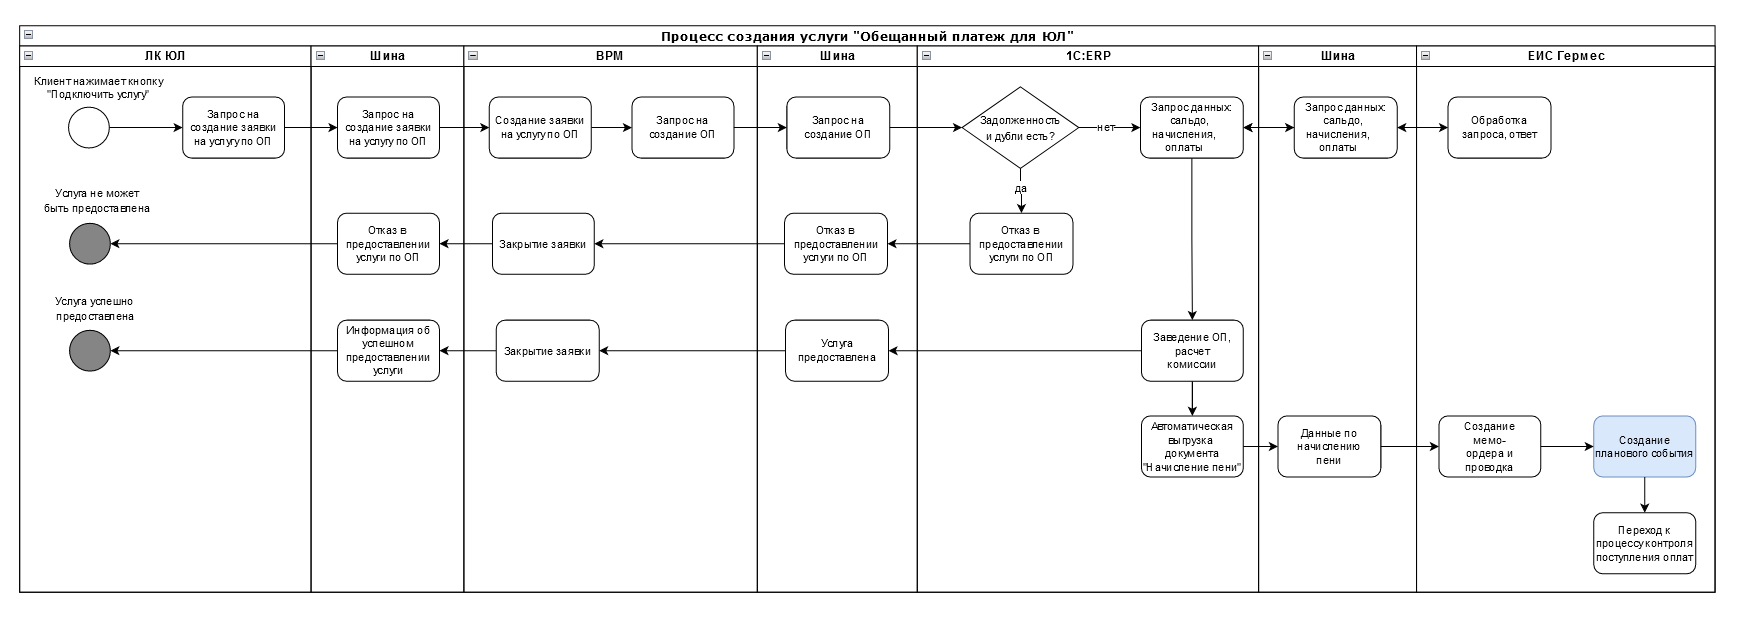 Процесс создания услуги "Обещанный платеж для ЮЛ"
ЛК ЮЛ
Шина
BPM
Шина
1С:ERP
Шина
ЕИС Гермес
Клиент нажимает кнопку
"Подключить услугу"
Запрос на
создание заявки
на услугу по ОП
Запрос на
создание заявки
на услугу по ОП
Создание заявки
на услугу по ОП
Запрос на
создание ОП
Запрос на
создание ОП
Задолженность
и дубли есть?
нет
да
Запрос данных:
сальдо,
начисления,
оплаты
Запрос данных:
сальдо,
начисления,
оплаты
Обработка
запроса, ответ
Услуга не может
быть предоставлена
Отказ в
предоставлении
услуги по ОП
Закрытие заявки
Отказ в
предоставлении
услуги по ОП
Отказ в
предоставлении
услуги по ОП
Услуга успешно
предоставлена
Информация об
успешном
предоставлении
услуги
Закрытие заявки
Услуга
предоставлена
Заведение ОП,
расчет
комиссии
Автоматическая
выгрузка
документа
"Начисление пени"
Данные по
начислению
пени
Создание
мемо-
ордера и
проводка
Создание
планового события
Переход к
процессу контроля
поступления оплат